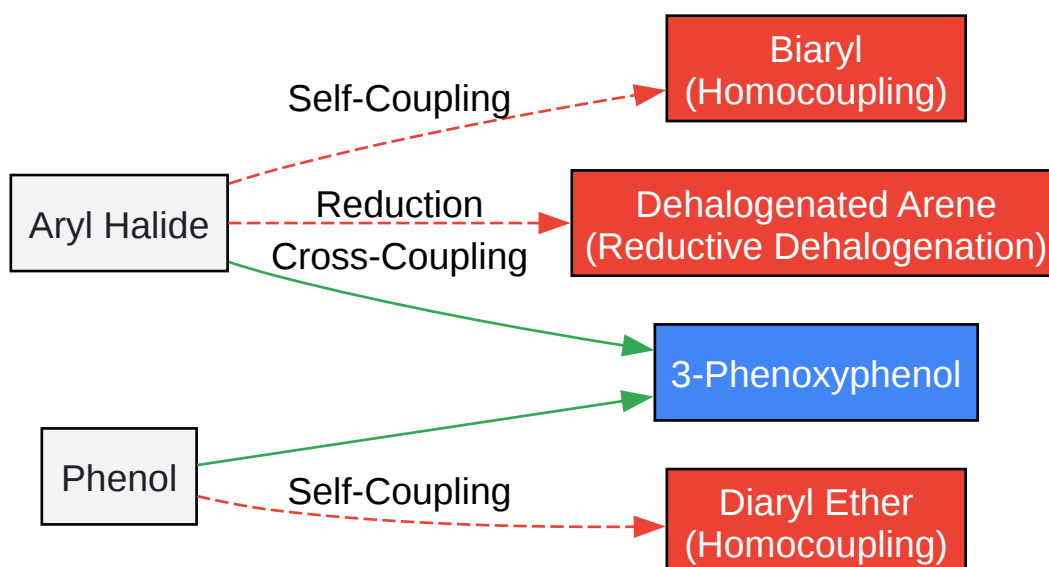 Biaryl
(Homocoupling)
Self-Coupling
Aryl Halide
Reduction
Dehalogenated Arene
(Reductive Dehalogenation)
Cross-Coupling
3-Phenoxyphenol
Phenol
Self-Coupling
Diaryl Ether
(Homocoupling)